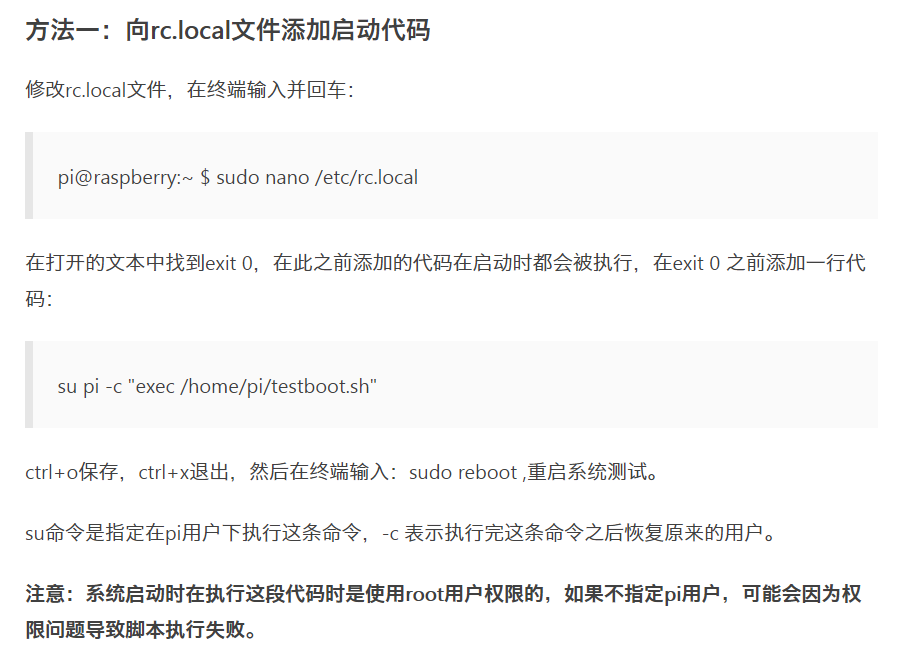 方法一：向rc.local文件添加启动代码
修改rc.local文件，在终端输入并回车：
pi@raspberry:~ $ sudo nano /etc/rc.local
在打开的文本中找到exit 0，在此之前添加的代码在启动时都会被执行，在exit 0 之前添加一行代
码：
su pi -c "exec /home/pi/testboot.sh"
ctrl+o保存，ctrl+x退出，然后在终端输入：sudo reboot ,重启系统测试。
su命令是指定在pi用户下执行这条命令，-c 表示执行完这条命令之后恢复原来的用户。
注意：系统启动时在执行这段代码时是使用root用户权限的，如果不指定pi用户，可能会因为权
限问题导致脚本执行失败。